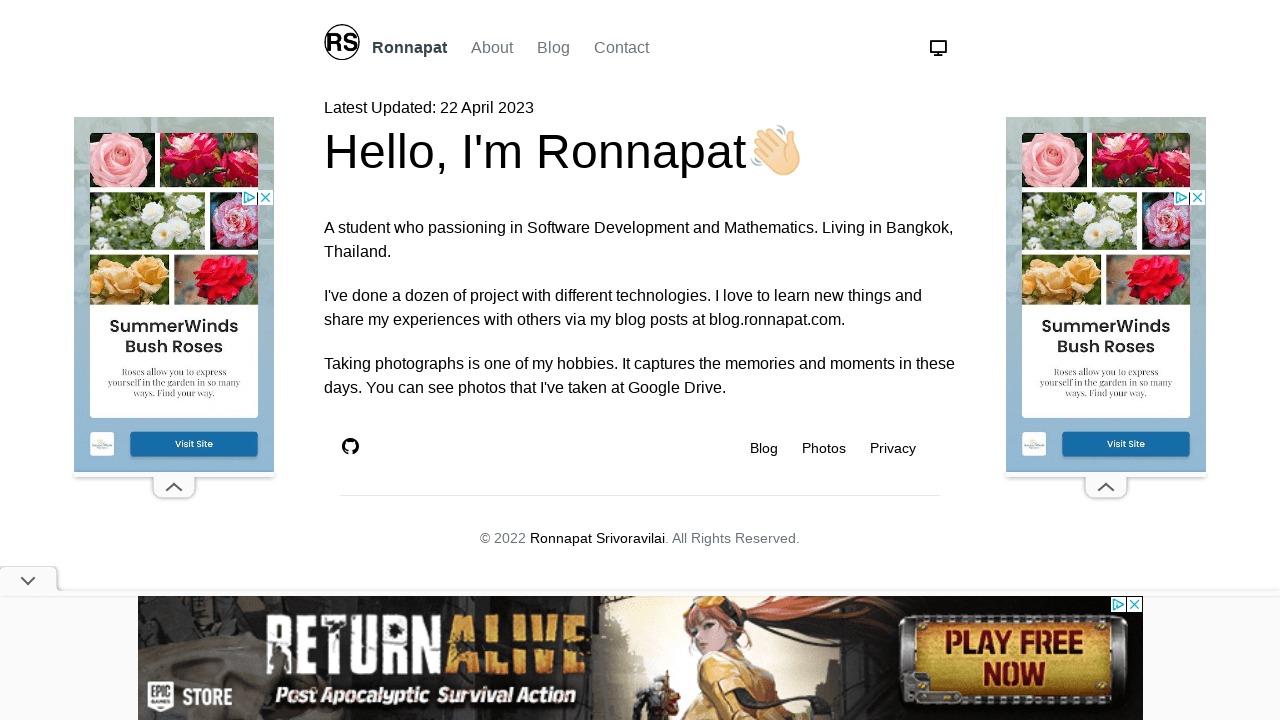 RS Ronnapat About Blog Contact
Latest Updated: 22 April 2023
Hello, I'm Ronnapat👋🏻
A student who passioning in Software Development and Mathematics. Living in Bangkok,
Thailand.
I've done a dozen of project with different technologies. I love to learn new things and
share my experiences with others via my blog posts at blog.ronnapat.com.
Taking photographs is one of my hobbies. It captures the memories and moments in these
days. You can see photos that I've taken at Google Drive.
Blog Photos Privacy
© 2022 Ronnapat Srivoravilai. All Rights Reserved.
SummerWinds
Bush Roses
Roses allow you to express
yourself in the garden in so many
ways. Find your way.
Visit Site
SummerWinds
Bush Roses
Roses allow you to express
yourself in the garden in so many
ways. Find your way.
Visit Site
RETURN ALIVE
Post Apocalyptic Survival Action
EPIC GAMES STORE
PLAY FREE
NOW